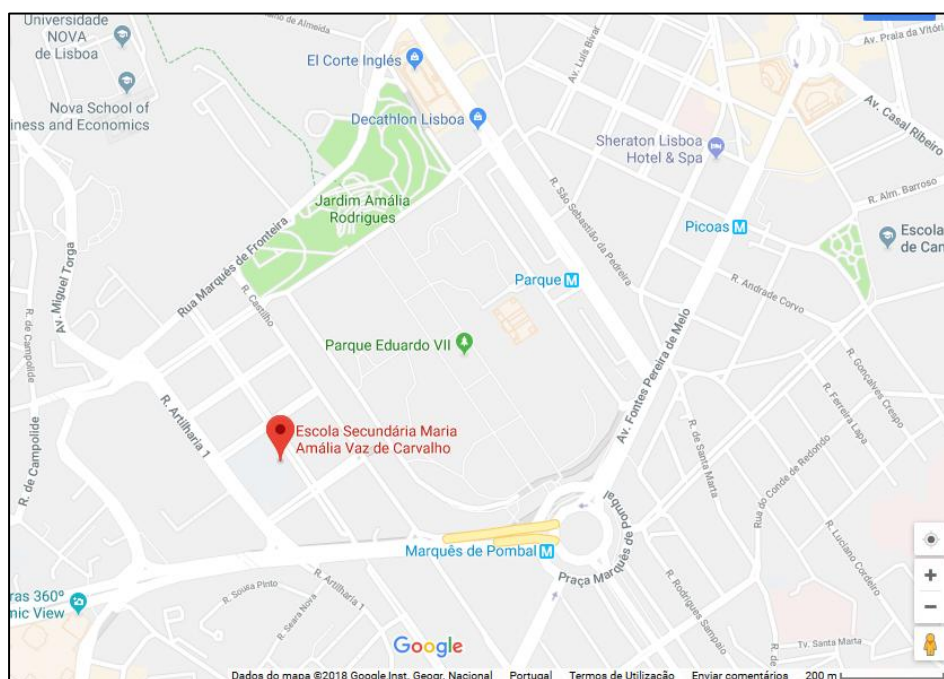 Universidade
NOVA
de Lisboa
de Almeida
El Corte Inglés
Av. Luís Bívar
Av. Praia da Vitória
Nova School of
iness and Economics
Decathlon Lisboa
Sheraton Lisboa
Hotel & Spa
Av. Casal Ribeiro
Jardim Amália
Rodrigues
R. São Sebastião da Pedreira
R. Alm. Barroso
Picoas
M
Escola
de Cam
Av. Miguel Torga
Rua Marquês de Fronteira
R. Castilho
Parque
M
R. Andrade Corvo
R. de Campolide
Parque Eduardo VII
Av. Fontes Pereira de Melo
R. Gonçalves Crespo
R. Ferreira Lapa
R. Artilharia 1
Escola Secundária Maria
Amália Vaz de Carvalho
R. de Campolide
R. de Santa Marta
Rua do Conde de Redondo
Marquês de Pombal
M
Praça Marquês de Pombal
R. Luciano Cordeiro
ras 360º
nic View
R. Sousa Pinto
R. Seara Nova
R. Artilharia 1
R. Rodrigues Sampaio
R. de
Tv. Santa Marta
Google
Dados do mapa ©2018 Google Inst. Geogr. Nacional Portugal Termos de Utilização Enviar comentários 200 m